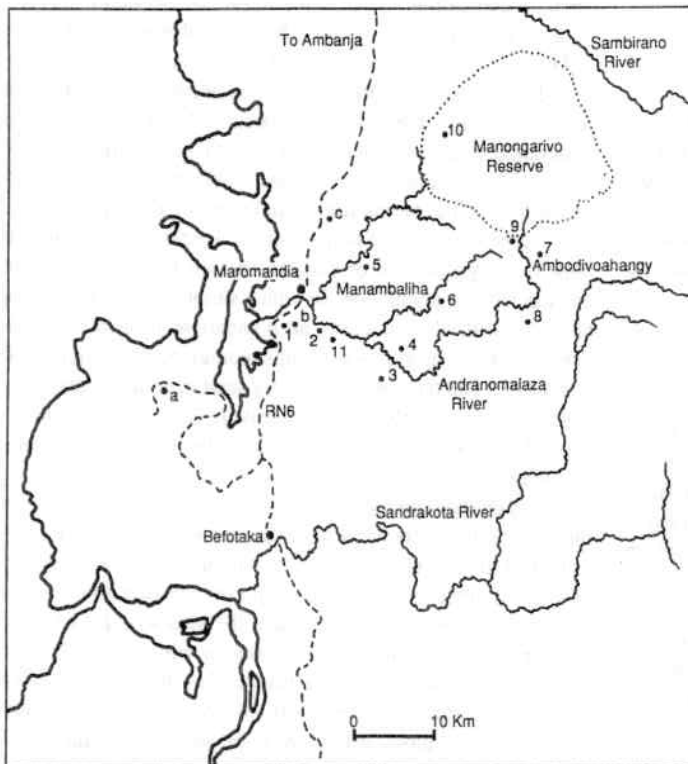 To Ambanja
Sambirano
River
10
Manongarivo
Reserve
c
9
7
Ambodivoahangy
5
Maromandia
Manambaliha
6
b
1
2
11
4
8
3
Andranomalaza
River
a
RN6
Sandrakota River
Befotaka
0
10 Km